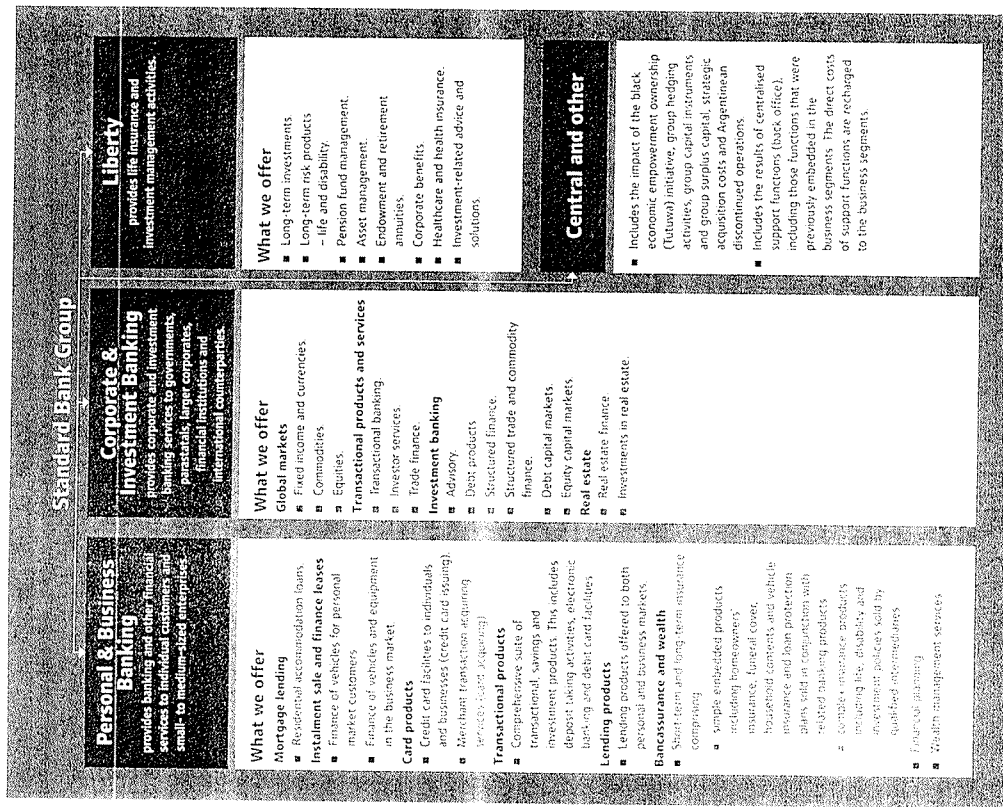 Standard Bank Group
Personal & Business
Banking
provides banking and other financial
services to individual customers and
small- to medium-sized enterprises.
What we offer
Mortgage lending
Residential accommodation loans.
Instalment sale and finance leases
Finance of vehicles for personal
market customers
Finance of vehicles and equipment
in the business market.
Card products
Credit card facilities to individuals
and businesses (credit card issuing).
Merchant transaction acquiring
services (card acquiring)
Transactional products
Comprehensive suite of
transactional, savings and
investment products. This includes
deposit taking activities, electronic
banking and debit card facilities
Lending products
Lending products offered to both
personal and business markets.
Bancassurance and wealth
Short-term and long-term insurance
comprising
simple embedded products
including homeowners'
insurance, funeral cover,
household contents and vehicle
insurance and loan protection
plans sold in conjunction with
related banking products
complex insurance products
including life, disability and
investment policies sold by
qualified intermediaries
Financial planning
Wealth management services
Corporate &
Investment Banking
provides corporate and investment
banking services to governments,
parastatals, larger corporates,
financial institutions and
international counterparties.
What we offer
Global markets
Fixed income and currencies.
Commodities
Equities.
Transactional products and services
Transactional banking.
Investor services.
Trade finance.
Investment banking
Advisory.
Debt products
Structured finance.
Structured trade and commodity
finance.
Debt capital markets.
Equity capital markets.
Real estate
Real estate finance.
Investments in real estate.
Liberty
provides life insurance and
investment management activities.
What we offer
Long-term investments
Long-term risk products
– life and disability.
Pension fund management.
Asset management.
Endowment and retirement
annuities.
Corporate benefits.
Healthcare and health insurance.
Investment-related advice and
solutions.
Central and other
Includes the impact of the black
economic empowerment ownership
(Tutuwa) initiative, group hedging
activities, group capital instruments
and group surplus capital, strategic
acquisition costs and Argentinean
discontinued operations.
Includes the results of centralised
support functions (back office),
including those functions that were
previously embedded in the
business segments. The direct costs
of support functions are recharged
to the business segments.